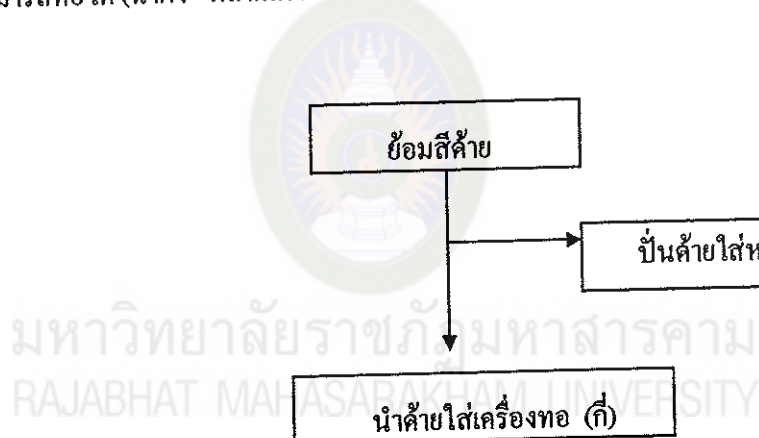 ย้อมสีด้าย
ปั่นด้ายใส่
มหาวิทยาลัยราชภัฏมหาสารคาม
RAJABHAT MAHASARAKHAM UNIVERSITY
นำด้ายใส่เครื่องทอ (กี่)